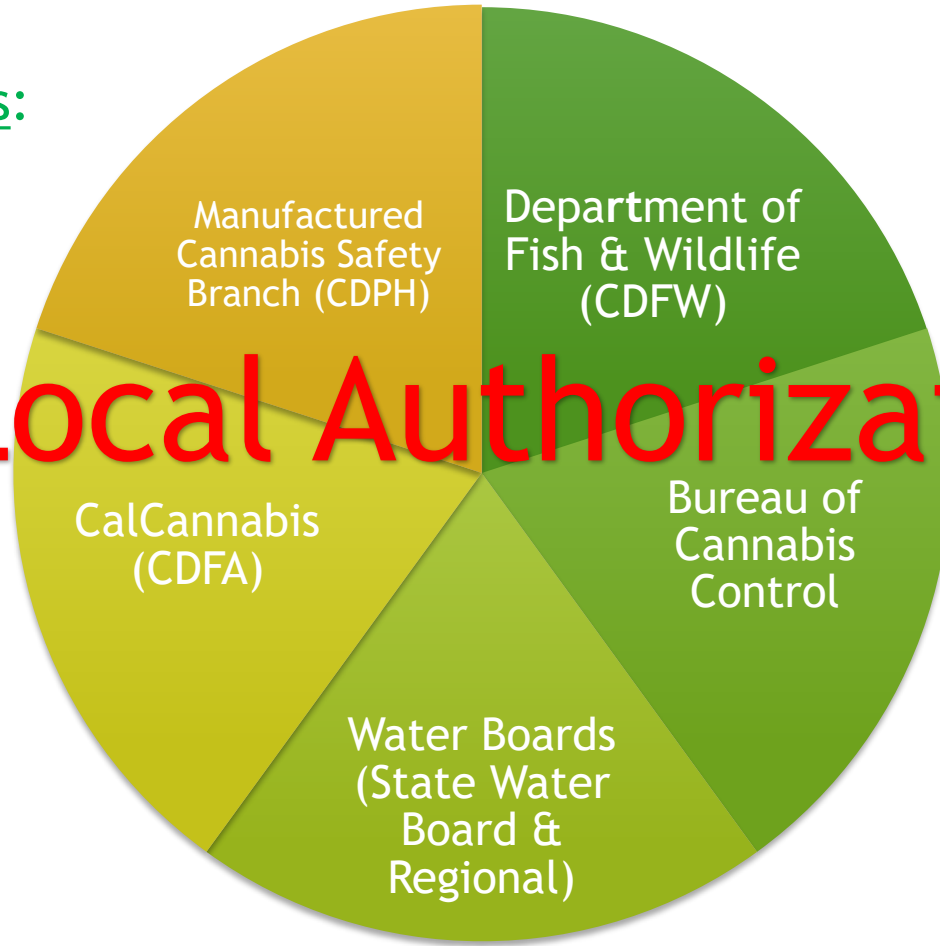 s:
Manufactured
Cannabis Safety
Branch (CDPH)
Department of
Fish & Wildlife
(CDFW)
Local Authorizat
CalCannabis
(CDFA)
Bureau of
Cannabis
Control
Water Boards
(State Water
Board &
Regional)